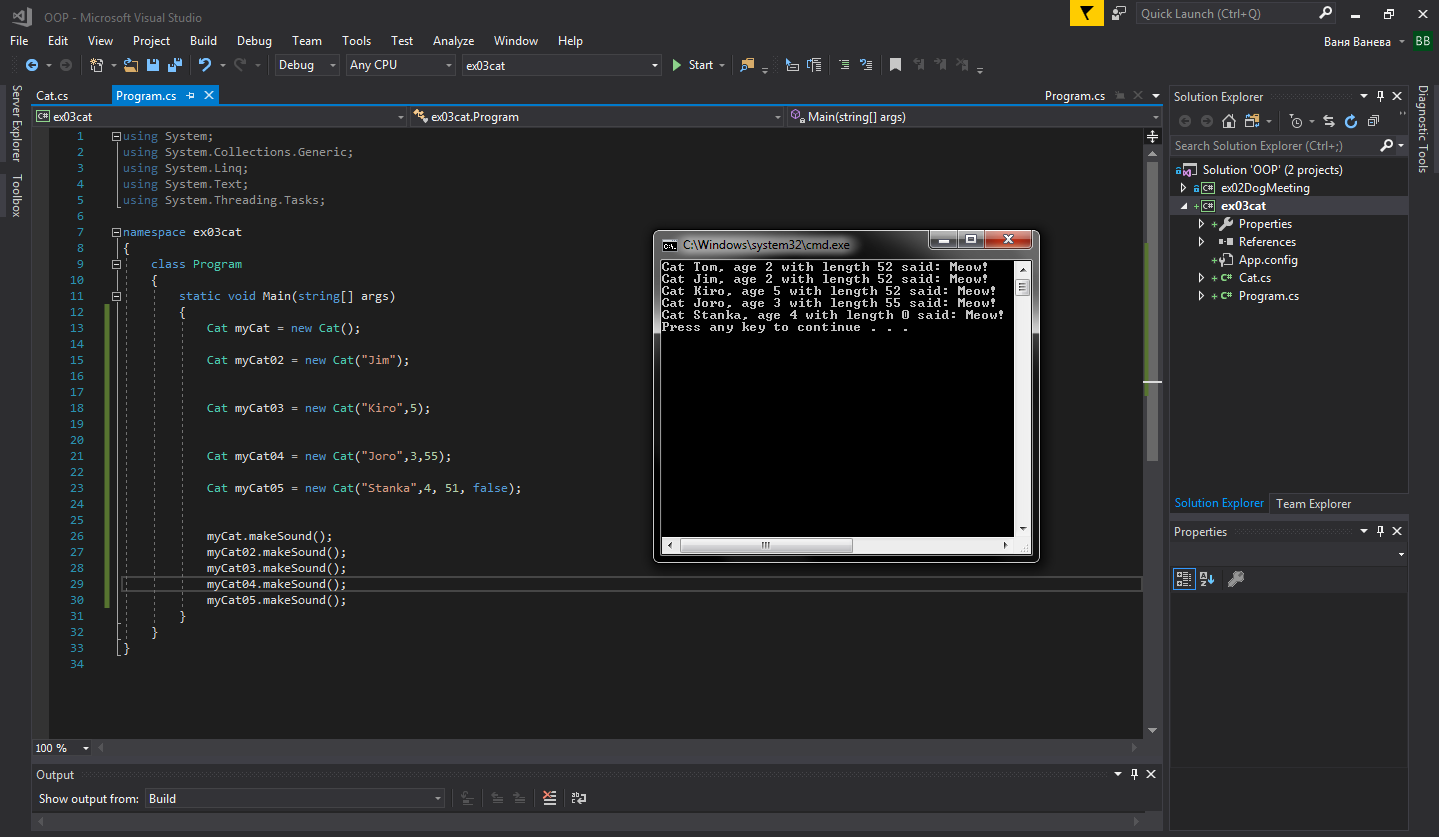 OOP - Microsoft Visual Studio
Quick Launch (Ctrl+Q)
File Edit View Project Build Debug Team Tools Test Analyze Window Help
Ваня Ванева BB
Debug Any CPU ex03cat Start
Server Explorer
Toolbox
Cat.cs Program.cs Program.cs
ex03cat ex03cat.Program Main(string[] args)
1 using System;
2 using System.Collections.Generic;
3 using System.Linq;
4 using System.Text;
5 using System.Threading.Tasks;
6
7 namespace ex03cat
8 {
9 class Program
10 {
11 static void Main(string[] args)
12 {
13 Cat myCat = new Cat();
14
15 Cat myCat02 = new Cat("Jim");
16
17
18 Cat myCat03 = new Cat("Kiro",5);
19
20
21 Cat myCat04 = new Cat("Joro",3,55);
22
23 Cat myCat05 = new Cat("Stanka",4, 51, false);
24
25
26 myCat.makeSound();
27 myCat02.makeSound();
28 myCat03.makeSound();
29 myCat04.makeSound();
30 myCat05.makeSound();
31 }
32 }
33 }
34
100 %
C:\Windows\system32\cmd.exe
Cat Tom, age 2 with length 52 said: Meow!
Cat Jim, age 2 with length 52 said: Meow!
Cat Kiro, age 5 with length 52 said: Meow!
Cat Joro, age 3 with length 55 said: Meow!
Cat Stanka, age 4 with length 0 said: Meow!
Press any key to continue . . .
Solution Explorer
Search Solution Explorer (Ctrl+;)
Solution 'OOP' (2 projects)
C# ex02DogMeeting
C# ex03cat
Properties
References
App.config
C# Cat.cs
C# Program.cs
Solution Explorer Team Explorer
Properties
Diagnostic Tools
Output
Show output from: Build